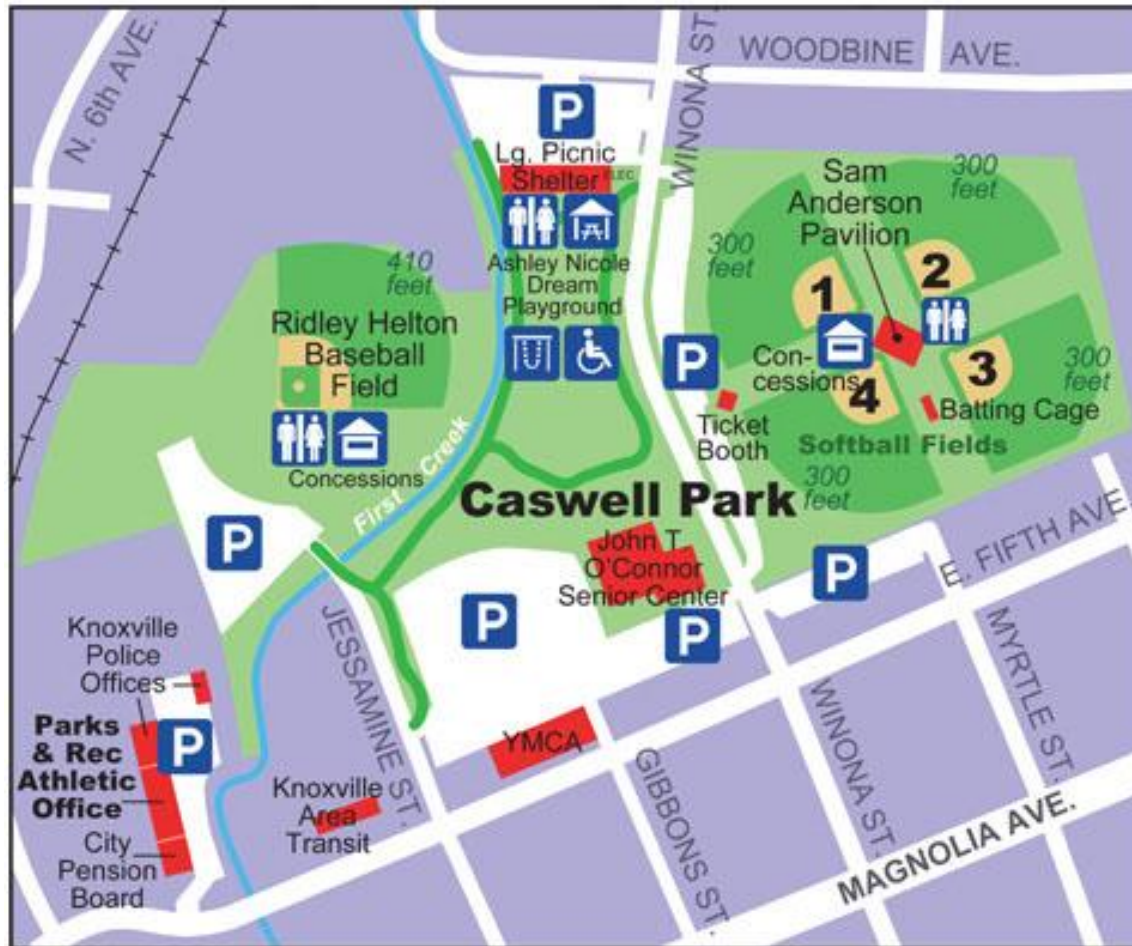 N. 6th AVE.
WINONA ST.
WOODBINE AVE.
P
Lg. Picnic
Shelter
ELEC
Ashley Nicole
Dream
Playground
410
feet
Ridley Helton
Baseball
Field
Concessions
First Creek
300
feet
Sam
Anderson
Pavilion
300
feet
1
2
3
4
300
feet
Con-
cessions
P
Ticket
Booth
Batting Cage
Softball Fields
300
feet
Caswell Park
John T
O'Connor
Senior Center
P
P
P
P
E. FIFTH AVE
Knoxville
Police
Offices
Parks
& Rec
Athletic
Office
City
Pension
Board
P
JESSAMINE ST.
Knoxville
Area
Transit
YMCA
GIBBONS ST.
WINONA ST.
MYRTLE ST.
MAGNOLIA AVE.